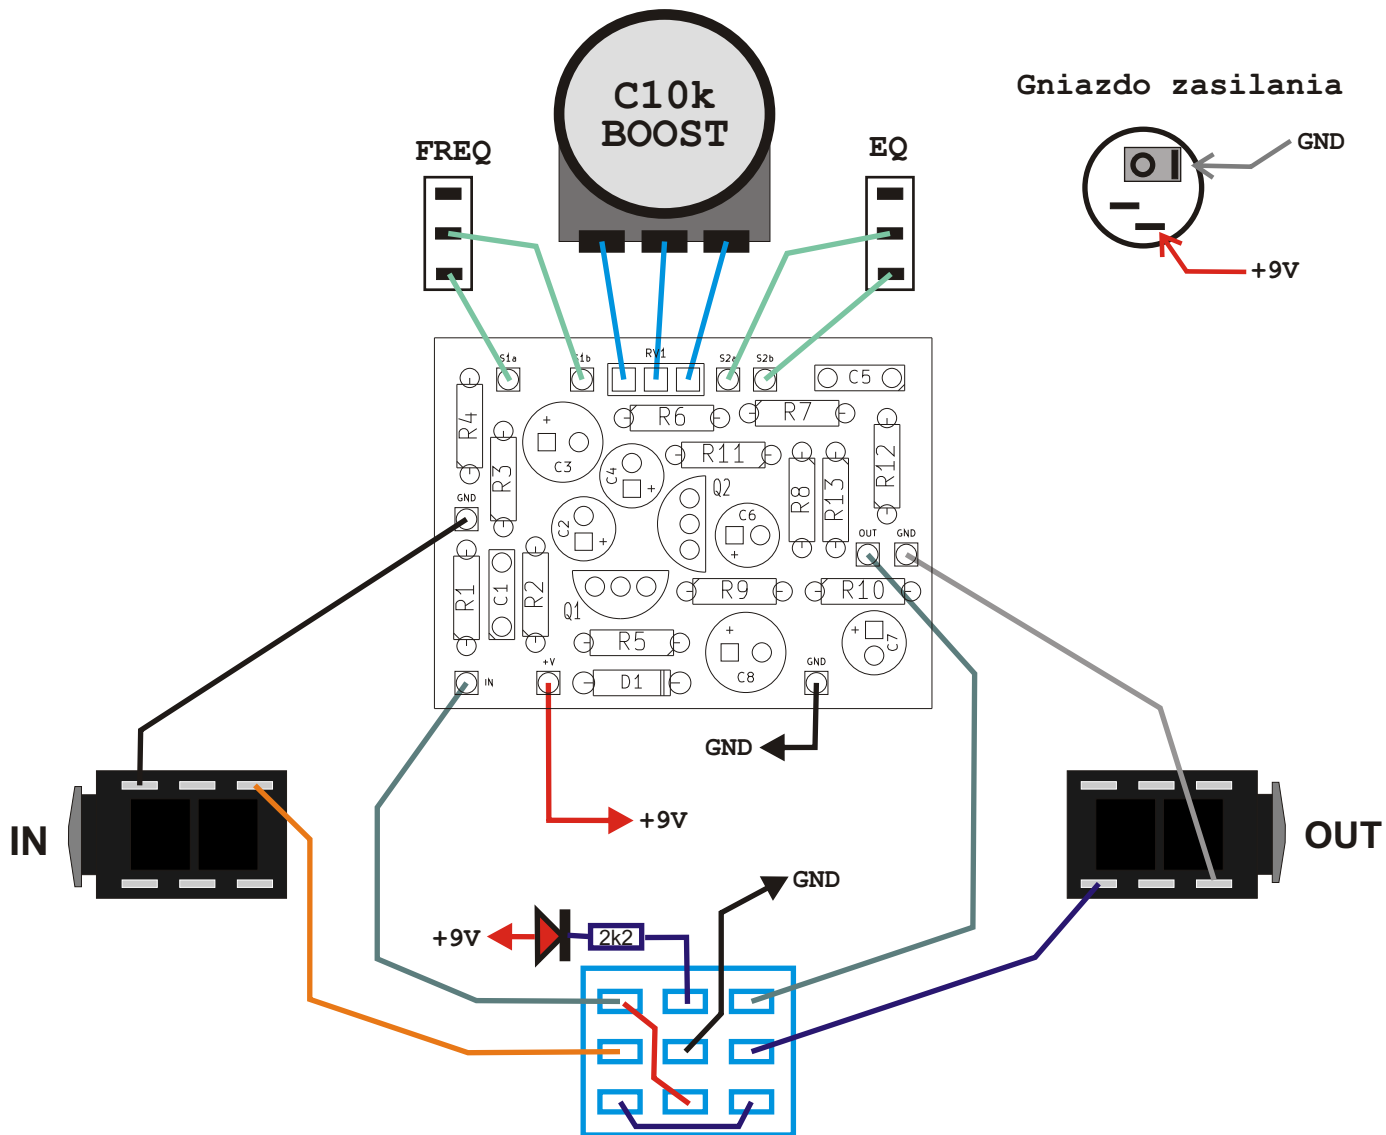 C10k
BOOST
Gniazdo zasilania
FREQ
EQ
GND
+9V
S1a
S1b
RV1
S2a
S2b
C5
R4
R3
C3
R6
R7
R11
R12
C4
Q2
R8
R13
GND
C2
C6
OUT
GND
R1
C1
R2
Q1
R9
R10
R5
C7
+V
IN
D1
C8
GND
GND
+9V
IN
OUT
GND
+9V
2k2